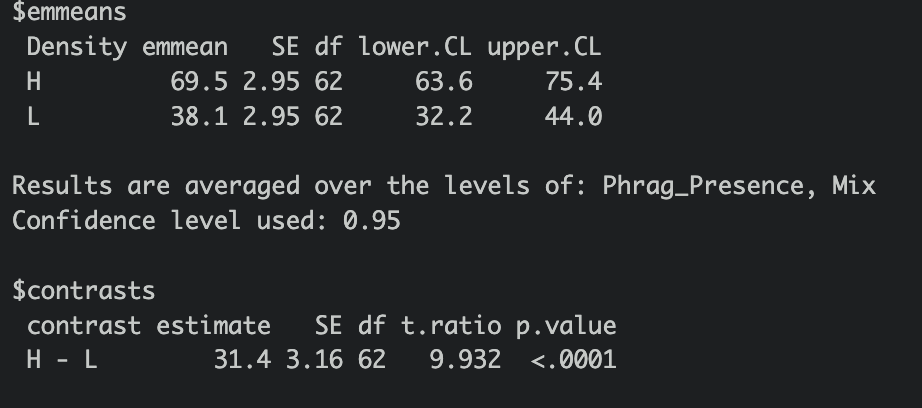 $emmeans
Density emmean SE df lower.CL upper.CL
H 69.5 2.95 62 63.6 75.4
L 38.1 2.95 62 32.2 44.0
Results are averaged over the levels of: Phrag_Presence, Mix
Confidence level used: 0.95
$contrasts
contrast estimate SE df t.ratio p.value
H - L 31.4 3.16 62 9.932 <.0001